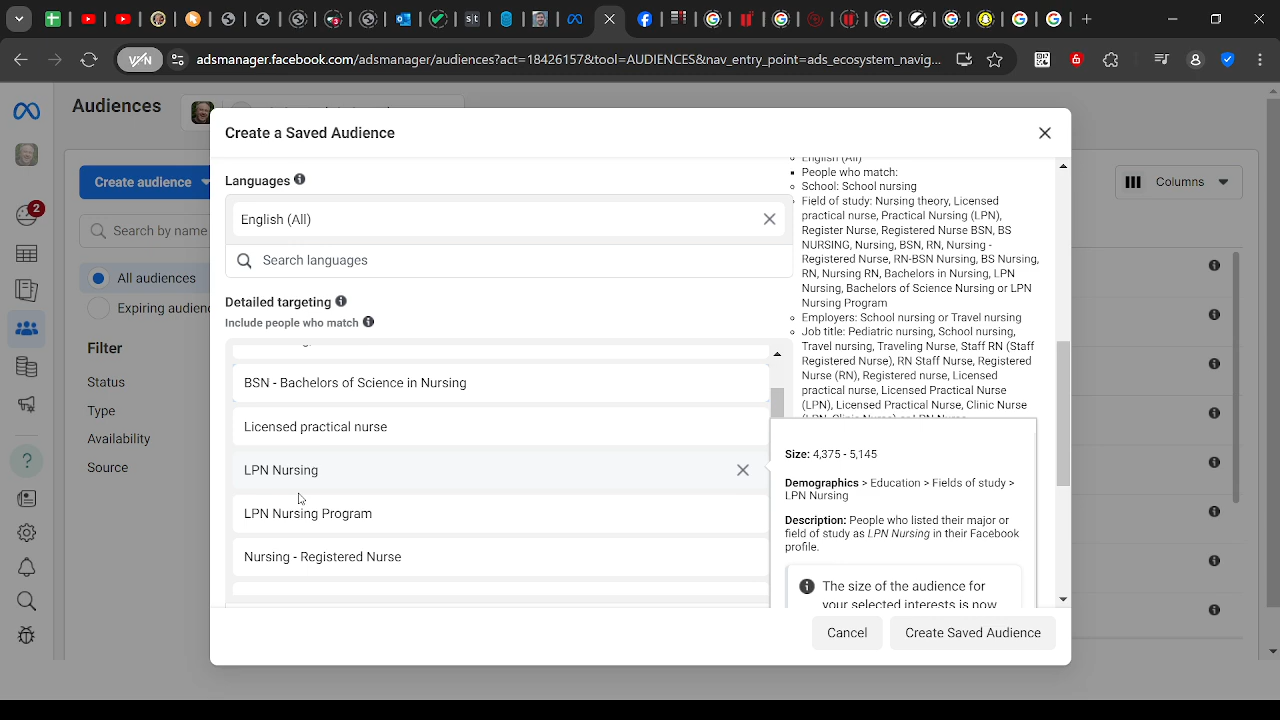 adsmanager.facebook.com/adsmanager/audiences?act=18426157&tool=AUDIENCES&nav_entry_point=ads_ecosystem_navig...
Audiences
2
Create audience
Search by name
All audiences
Expiring audienc
Filter
Status
Type
Availability
Source
Columns
Create a Saved Audience
Languages
English (All)
Search languages
Detailed targeting
Include people who match
BSN - Bachelors of Science in Nursing
Licensed practical nurse
LPN Nursing
LPN Nursing Program
Nursing - Registered Nurse
English (All)
People who match:
School: School nursing
Field of study: Nursing theory, Licensed
practical nurse, Practical Nursing (LPN),
Register Nurse, Registered Nurse BSN, BS
NURSING, Nursing, BSN, RN, Nursing -
Registered Nurse, RN-BSN Nursing, BS Nursing,
RN, Nursing RN, Bachelors in Nursing, LPN
Nursing, Bachelors of Science Nursing or LPN
Nursing Program
Employers: School nursing or Travel nursing
Job title: Pediatric nursing, School nursing,
Travel nursing, Traveling Nurse, Staff RN (Staff
Registered Nurse), RN Staff Nurse, Registered
Nurse (RN), Registered nurse, Licensed
practical nurse, Licensed Practical Nurse
(LPN), Licensed Practical Nurse, Clinic Nurse
Size: 4,375 - 5,145
Demographics > Education > Fields of study >
LPN Nursing
Description: People who listed their major or
field of study as LPN Nursing in their Facebook
profile.
The size of the audience for
your selected interests is now
Cancel
Create Saved Audience